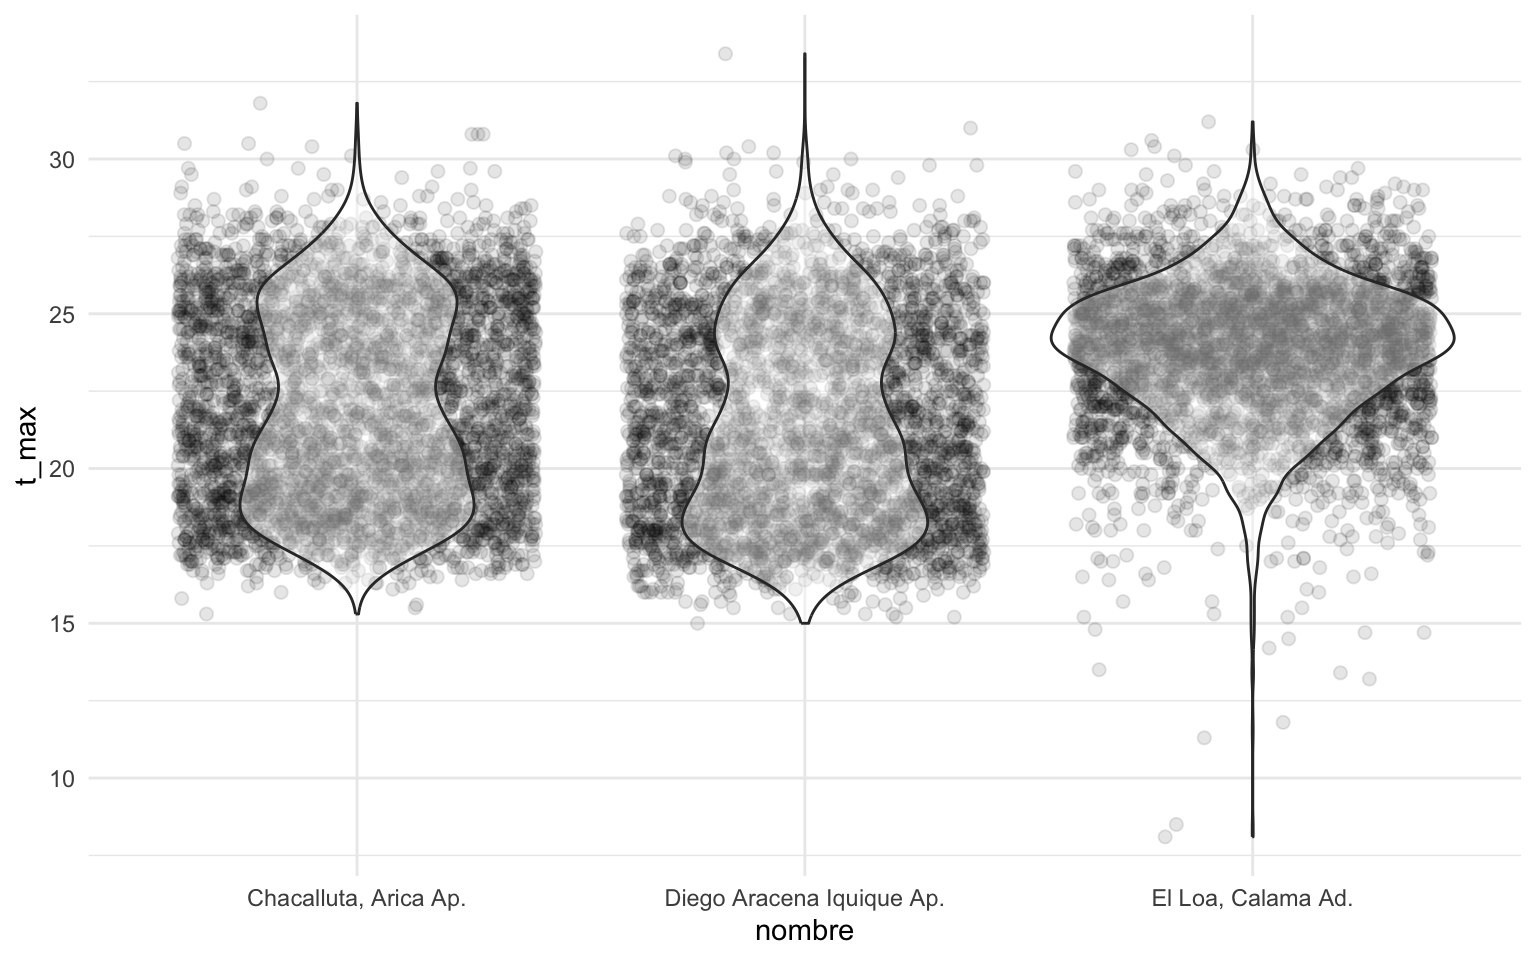 t_max
30
25
20
15
10
Chacalluta, Arica Ap.
Diego Aracena Iquique Ap.
El Loa, Calama Ad.
nombre